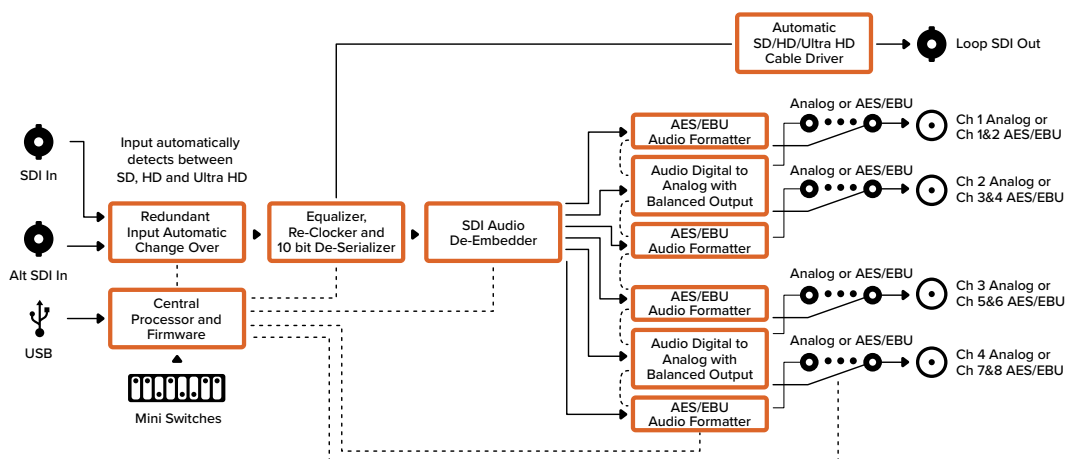 Automatic
SD/HD/Ultra HD
Cable Driver
Loop SDI Out
SDI In
Input automatically
detects between
SD, HD and Ultra HD
Alt SDI In
Redundant
Input Automatic
Change Over
Equalizer,
Re-Clocker and
10 bit De-Serializer
SDI Audio
De-Embedder
USB
Central
Processor and
Firmware
Mini Switches
AES/EBU
Audio Formatter
Audio Digital to
Analog with
Balanced Output
AES/EBU
Audio Formatter
AES/EBU
Audio Formatter
Audio Digital to
Analog with
Balanced Output
AES/EBU
Audio Formatter
Analog or AES/EBU
Ch 1 Analog or
Ch 1&2 AES/EBU
Analog or AES/EBU
Ch 2 Analog or
Ch 3&4 AES/EBU
Analog or AES/EBU
Ch 3 Analog or
Ch 5&6 AES/EBU
Analog or AES/EBU
Ch 4 Analog or
Ch 7&8 AES/EBU